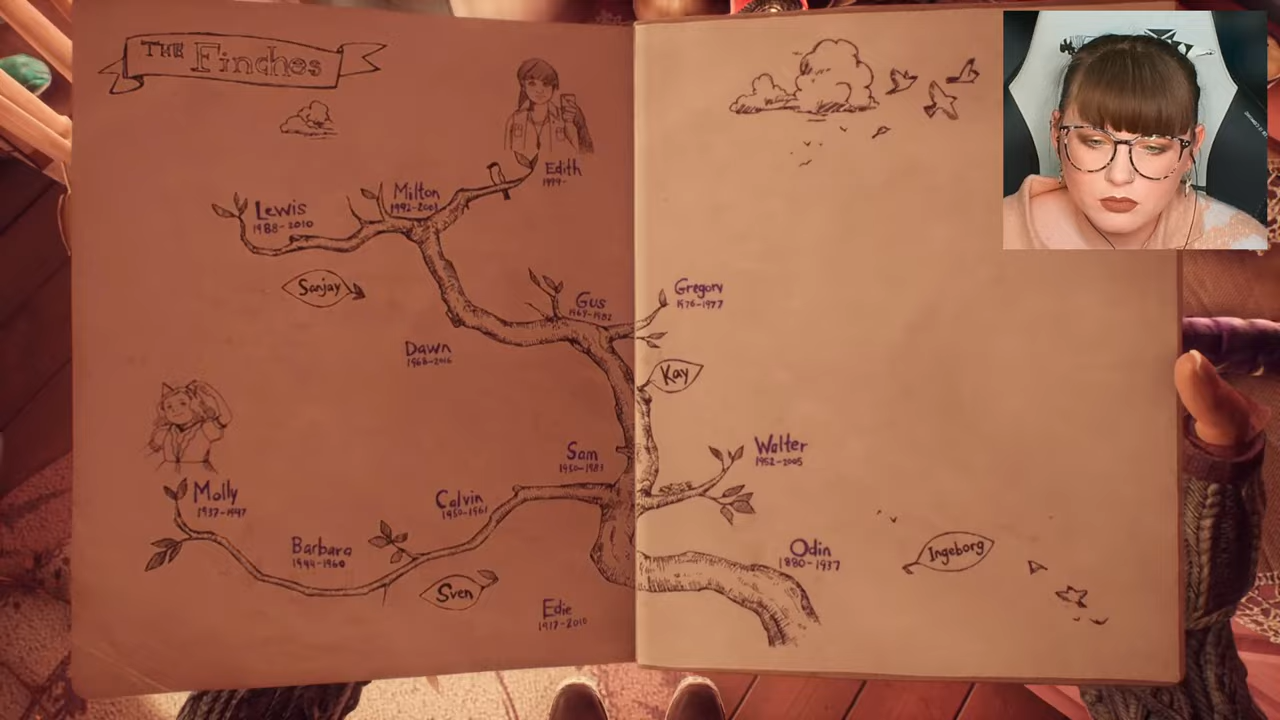 THE Finches
Edith
1999-
Milton
1992-2003
Lewis
1988-2010
Sanjay
Gregory
1976-1977
Gus
1969-1982
Dawn
1968-2016
Kay
Sam
1950-1983
Walter
1952-2005
Molly
1937-1947
Calvin
1950-1961
Barbara
1944-1960
Odin
1880-1937
Ingeborg
Sven
Edie
1917-2010